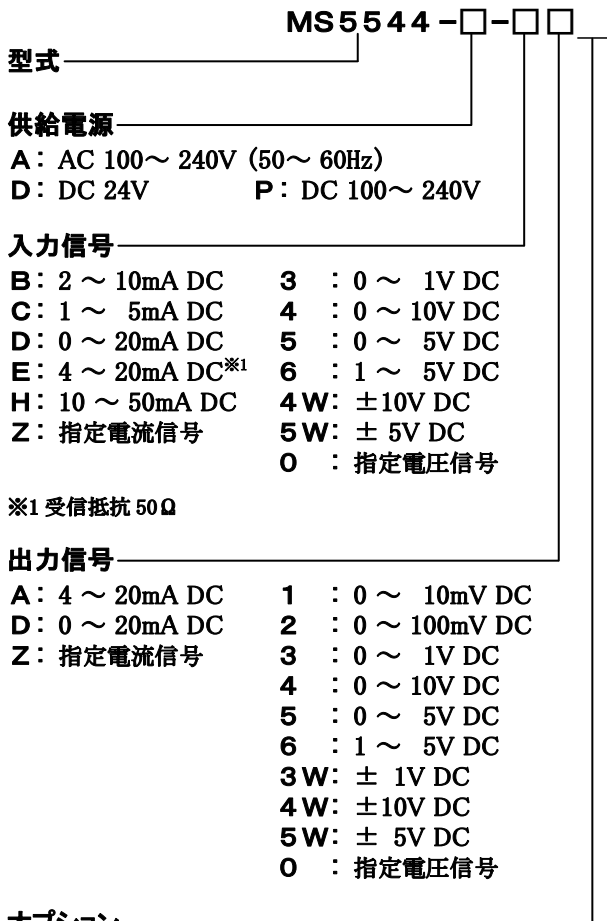 MS5544-□-□□
型式
供給電源
A: AC 100～240V (50～60Hz)
D: DC 24V P: DC 100～240V
入力信号
B: 2 ～ 10mA DC 3 : 0 ～ 1V DC
C: 1 ～ 5mA DC 4 : 0 ～ 10V DC
D: 0 ～ 20mA DC 5 : 0 ～ 5V DC
E: 4 ～ 20mA DC※1 6 : 1 ～ 5V DC
H: 10 ～ 50mA DC 4W: ±10V DC
Z: 指定電流信号 5W: ± 5V DC
0 : 指定電圧信号
※1 受信抵抗 50Ω
出力信号
A: 4 ～ 20mA DC 1 : 0 ～ 10mV DC
D: 0 ～ 20mA DC 2 : 0 ～ 100mV DC
Z: 指定電流信号 3 : 0 ～ 1V DC
4 : 0 ～ 10V DC
5 : 0 ～ 5V DC
6 : 1 ～ 5V DC
3W: ± 1V DC
4W: ±10V DC
5W: ± 5V DC
0 : 指定電圧信号
オプション